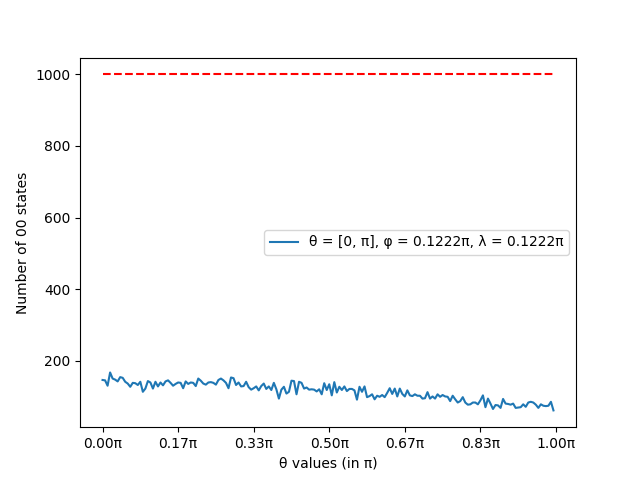 1000
800
600
400
200
Number of 00 states
θ = [0, π], φ = 0.1222π, λ = 0.1222π
0.00π 0.17π 0.33π 0.50π 0.67π 0.83π 1.00π
θ values (in π)